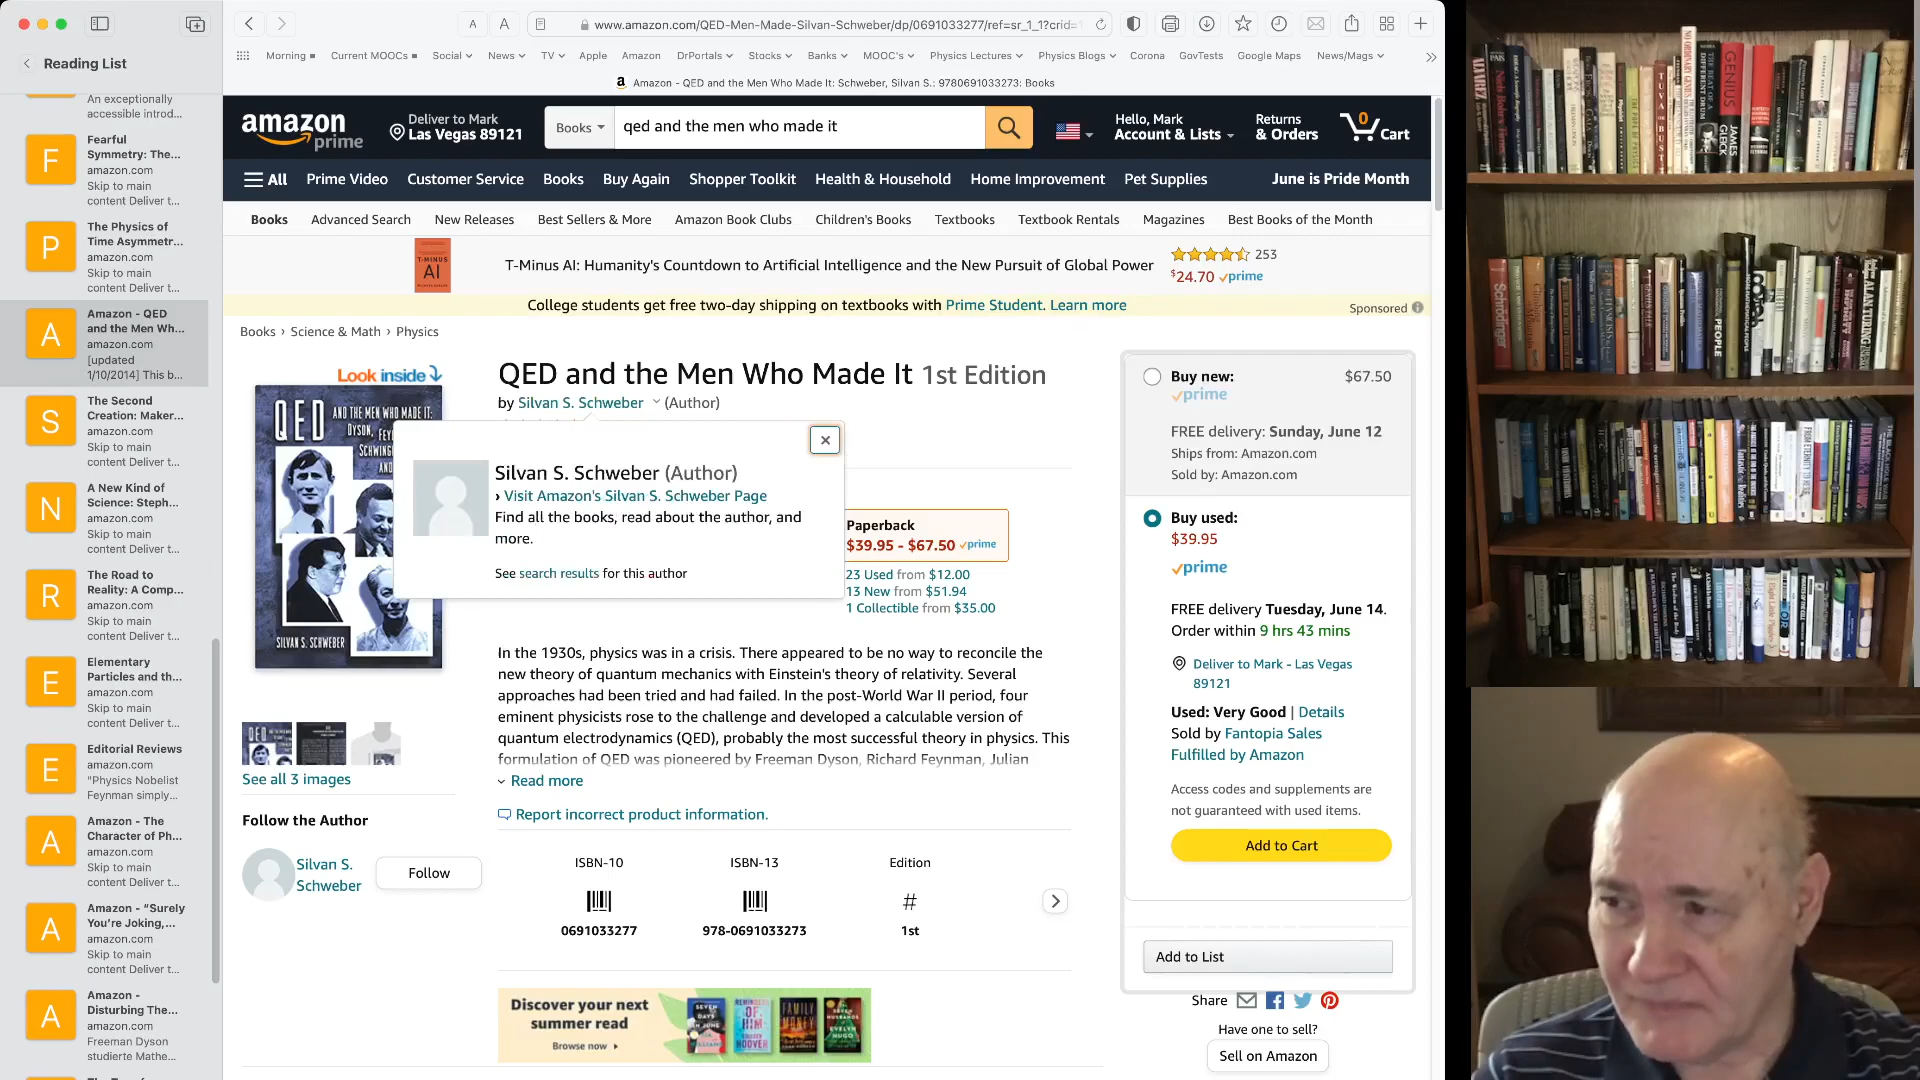 Reading List
An exceptionally
accessible introd...
Fearful
Symmetry: The...
amazon.com
Skip to main
content Deliver t...
The Physics of
Time Asymmetr...
amazon.com
Skip to main
content Deliver t...
Amazon - QED
and the Men Wh...
amazon.com
[updated
1/10/2014] This b...
The Second
Creation: Maker...
amazon.com
Skip to main
content Deliver t...
A New Kind of
Science: Steph...
amazon.com
Skip to main
content Deliver t...
The Road to
Reality: A Comp...
amazon.com
Skip to main
content Deliver t...
Elementary
Particles and th...
amazon.com
Skip to main
content Deliver t...
Editorial Reviews
amazon.com
"Physics Nobelist
Feynman simply...
Amazon - The
Character of Ph...
amazon.com
Skip to main
content Deliver t...
Amazon - "Surely
You're Joking,...
amazon.com
Skip to main
content Deliver t...
Amazon -
Disturbing The...
amazon.com
Freeman Dyson
studierte Mathe...
F
P
A
S
N
R
E
E
A
A
A
A A
www.amazon.com/QED-Men-Made-Silvan-Schweber/dp/0691033277/ref=sr_1_1?crid=
Morning Current MOOCs Social News TV Apple Amazon DrPortals Stocks Banks MOOC's Physics Lectures Physics Blogs Corona GovTests Google Maps News/Mags
a Amazon - QED and the Men Who Made It: Schweber, Silvan S.: 9780691033273: Books
amazon
prime
Deliver to Mark
Las Vegas 89121
Books
qed and the men who made it
Hello, Mark
Account & Lists
Returns
& Orders
0
Cart
All Prime Video Customer Service Books Buy Again Shopper Toolkit Health & Household Home Improvement Pet Supplies June is Pride Month
Books Advanced Search New Releases Best Sellers & More Amazon Book Clubs Children's Books Textbooks Textbook Rentals Magazines Best Books of the Month
T-MINUS
AI
T-Minus AI: Humanity's Countdown to Artificial Intelligence and the New Pursuit of Global Power
253
$24.70 prime
College students get free two-day shipping on textbooks with Prime Student. Learn more
Sponsored
Books › Science & Math › Physics
Look inside
QED
AND THE MEN WHO MADE IT:
DYSON,
SILVAN S. SCHWEBER
QED and the Men Who Made It 1st Edition
by Silvan S. Schweber (Author)
Silvan S. Schweber (Author)
› Visit Amazon's Silvan S. Schweber Page
Find all the books, read about the author, and
more.
See search results for this author
Paperback
$39.95 - $67.50 prime
23 Used from $12.00
13 New from $51.94
1 Collectible from $35.00
In the 1930s, physics was in a crisis. There appeared to be no way to reconcile the
new theory of quantum mechanics with Einstein's theory of relativity. Several
approaches had been tried and had failed. In the post-World War II period, four
eminent physicists rose to the challenge and developed a calculable version of
quantum electrodynamics (QED), probably the most successful theory in physics. This
formulation of QED was pioneered by Freeman Dyson, Richard Feynman, Julian
Read more
Report incorrect product information.
See all 3 images
Follow the Author
Silvan S.
Schweber
Follow
ISBN-10
0691033277
ISBN-13
978-0691033273
Edition
#
1st
Discover your next
summer read
Browse now
Buy new: $67.50
prime
FREE delivery: Sunday, June 12
Ships from: Amazon.com
Sold by: Amazon.com
Buy used:
$39.95
prime
FREE delivery Tuesday, June 14.
Order within 9 hrs 43 mins
Deliver to Mark - Las Vegas
89121
Used: Very Good | Details
Sold by Fantopia Sales
Fulfilled by Amazon
Access codes and supplements are
not guaranteed with used items.
Add to Cart
Add to List
Share
Have one to sell?
Sell on Amazon
GENIUS
JAMES
GLECK
TUVA OR BUST!
Schrödinger
ALAN TURING